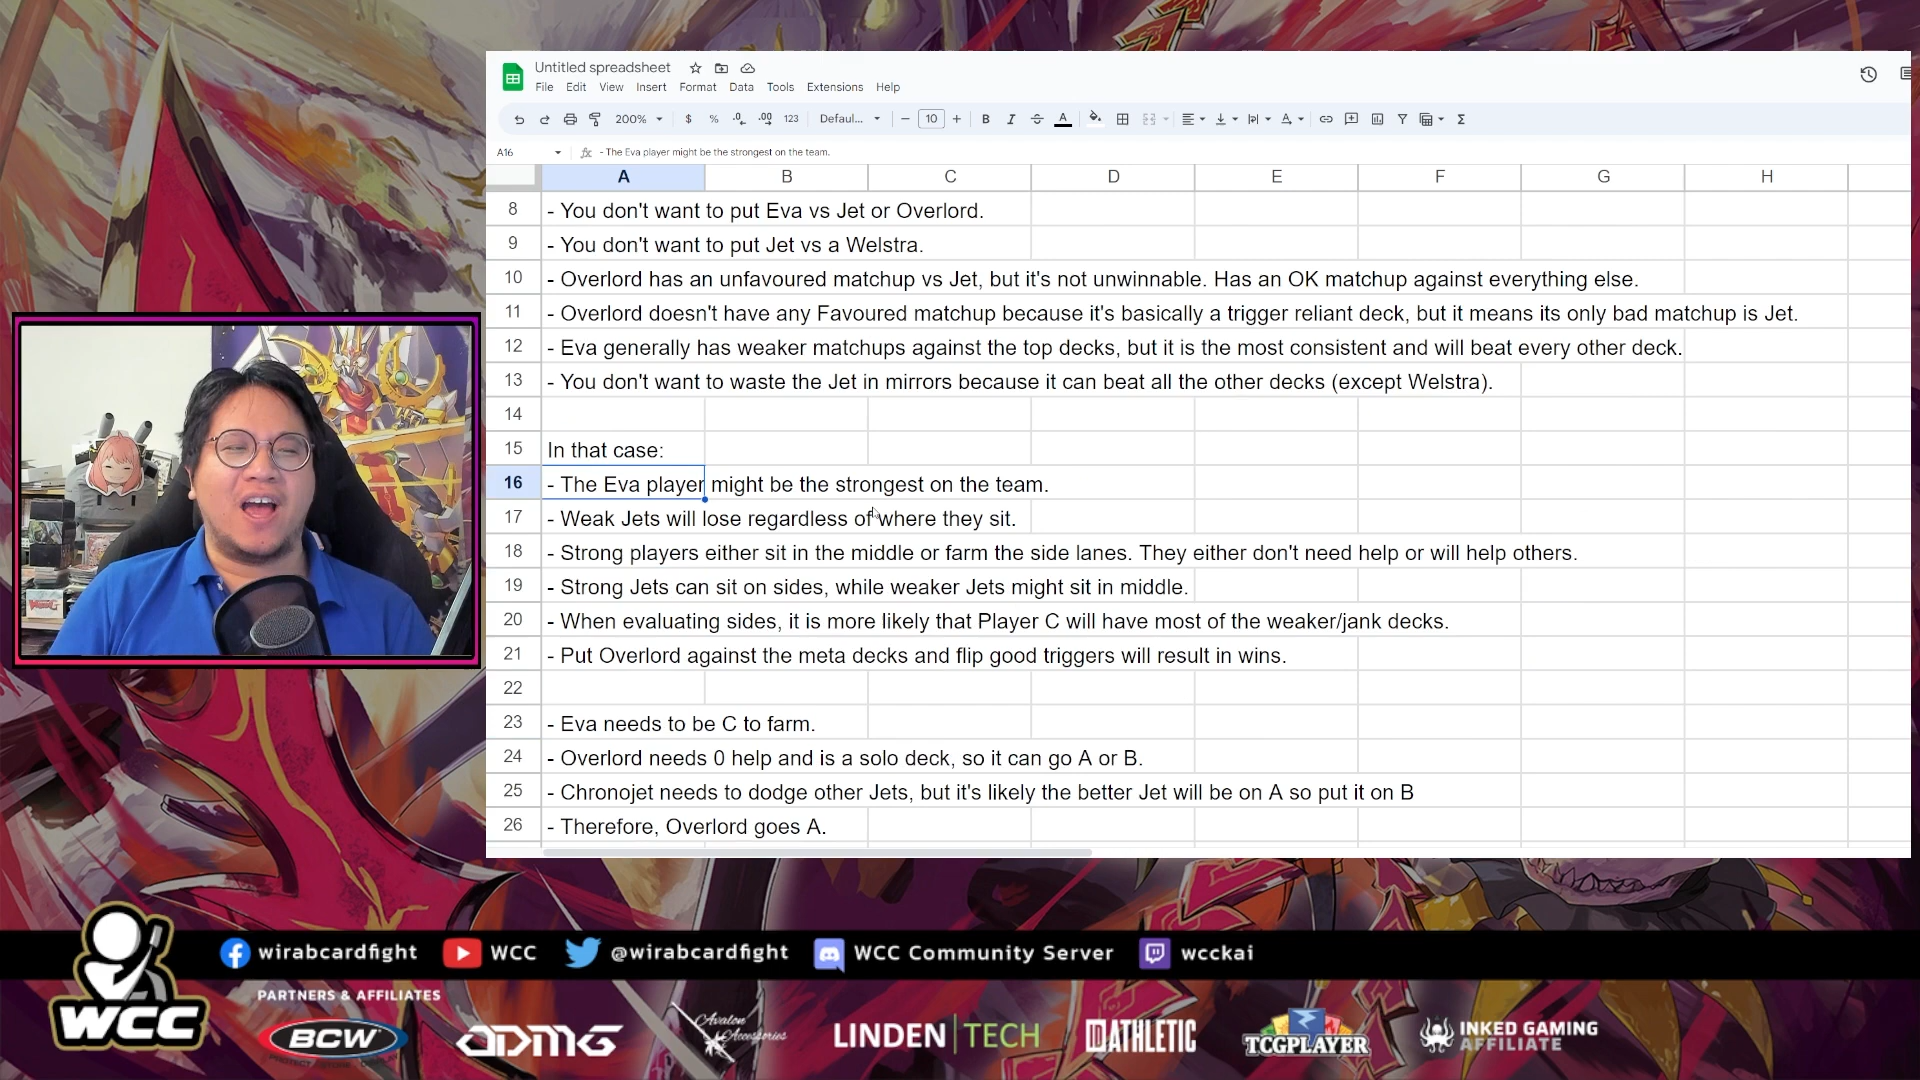 Untitled spreadsheet
File Edit View Insert Format Data Tools Extensions Help
200% $ % .0 .00 123 Defaul... 10 B I A
A16 fx - The Eva player might be the strongest on the team.
A B C D E F G H
8 - You don't want to put Eva vs Jet or Overlord.
9 - You don't want to put Jet vs a Welstra.
10 - Overlord has an unfavoured matchup vs Jet, but it's not unwinnable. Has an OK matchup against everything else.
11 - Overlord doesn't have any Favoured matchup because it's basically a trigger reliant deck, but it means its only bad matchup is Jet.
12 - Eva generally has weaker matchups against the top decks, but it is the most consistent and will beat every other deck.
13 - You don't want to waste the Jet in mirrors because it can beat all the other decks (except Welstra).
14
15 In that case:
16 - The Eva player might be the strongest on the team.
17 - Weak Jets will lose regardless of where they sit.
18 - Strong players either sit in the middle or farm the side lanes. They either don't need help or will help others.
19 - Strong Jets can sit on sides, while weaker Jets might sit in middle.
20 - When evaluating sides, it is more likely that Player C will have most of the weaker/jank decks.
21 - Put Overlord against the meta decks and flip good triggers will result in wins.
22
23 - Eva needs to be C to farm.
24 - Overlord needs 0 help and is a solo deck, so it can go A or B.
25 - Chronojet needs to dodge other Jets, but it's likely the better Jet will be on A so put it on B
26 - Therefore, Overlord goes A.
wirabcardfight WCC @wirabcardfight WCC Community Server wcckai
PARTNERS & AFFILIATES
WCC BCW ADMG Avalon Accessories LINDEN | TECH DATHLETIC TCGPLAYER INKED GAMING AFFILIATE